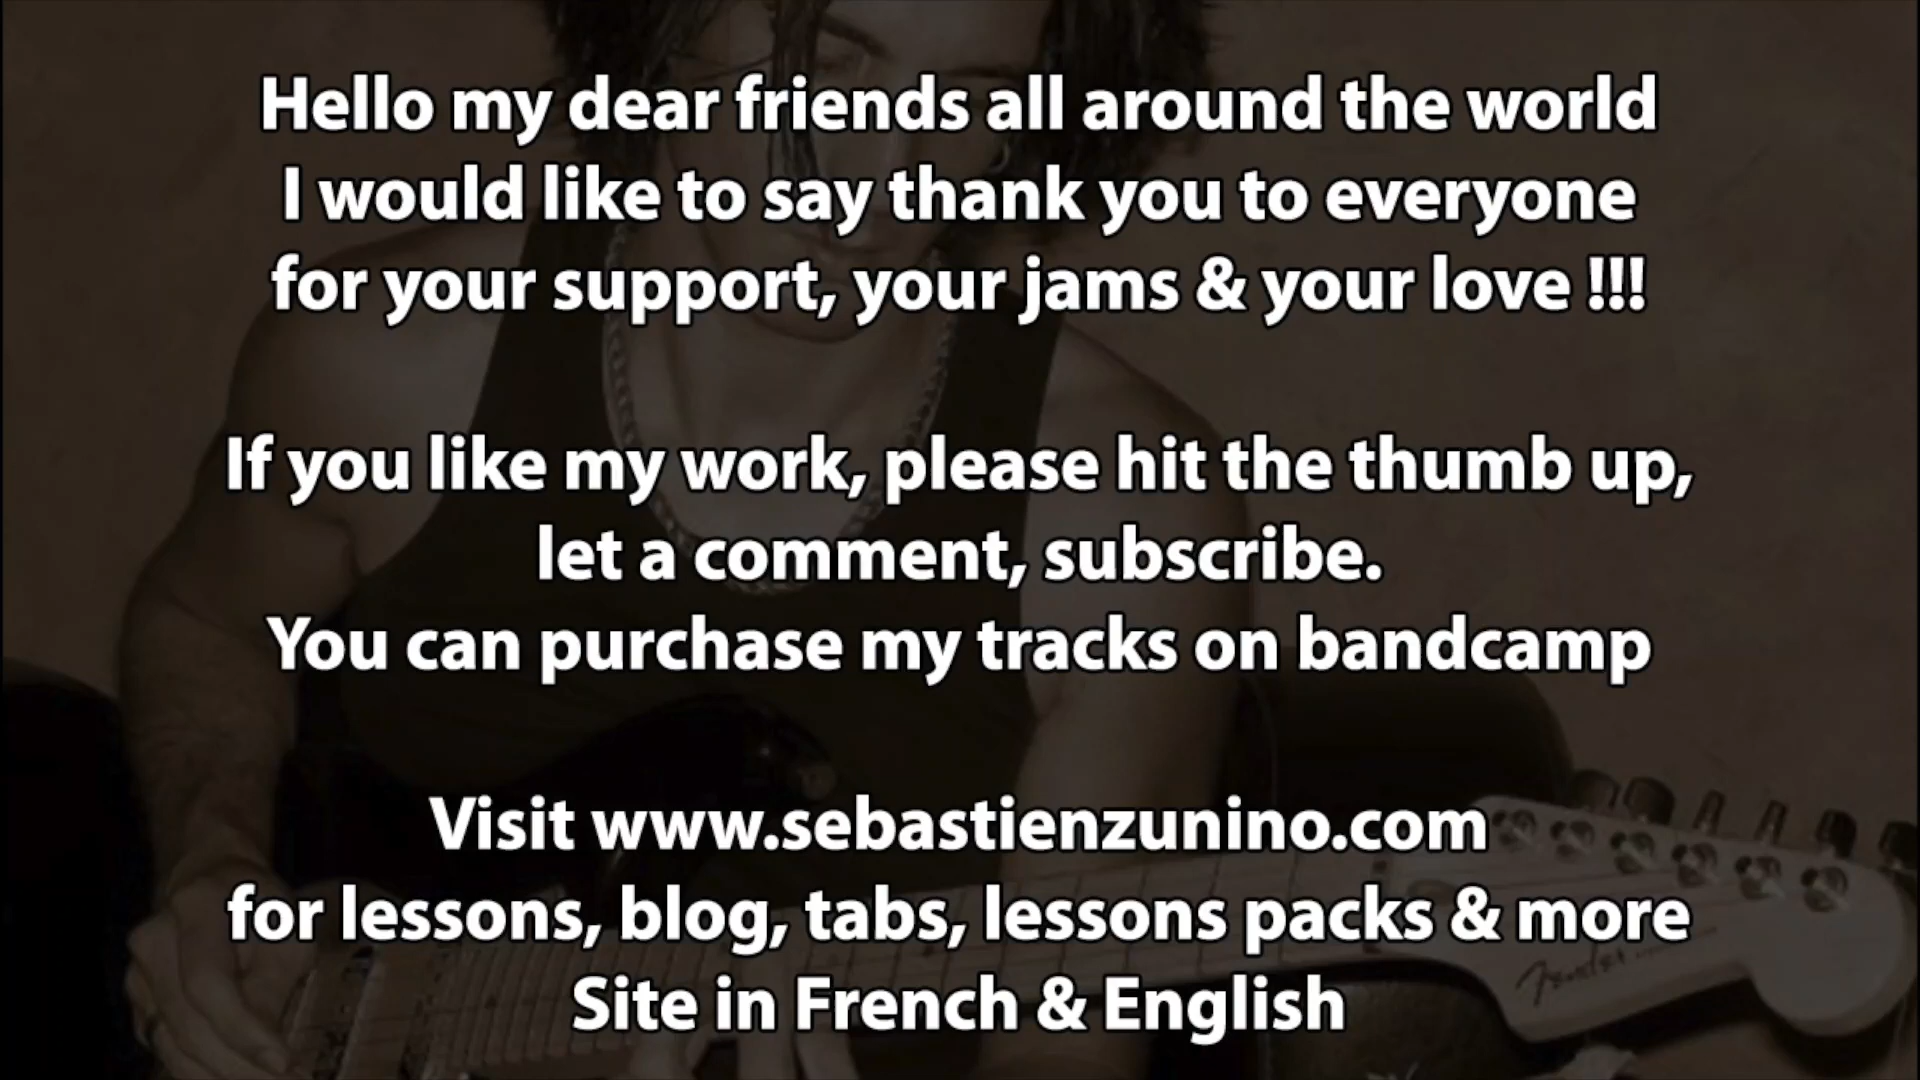 Hello my dear friends all around the world
I would like to say thank you to everyone
for your support, your jams & your love !!!
If you like my work, please hit the thumb up,
let a comment, subscribe.
You can purchase my tracks on bandcamp
Visit www.sebastienzunino.com
for lessons, blog, tabs, lessons packs & more
Site in French & English
Fender